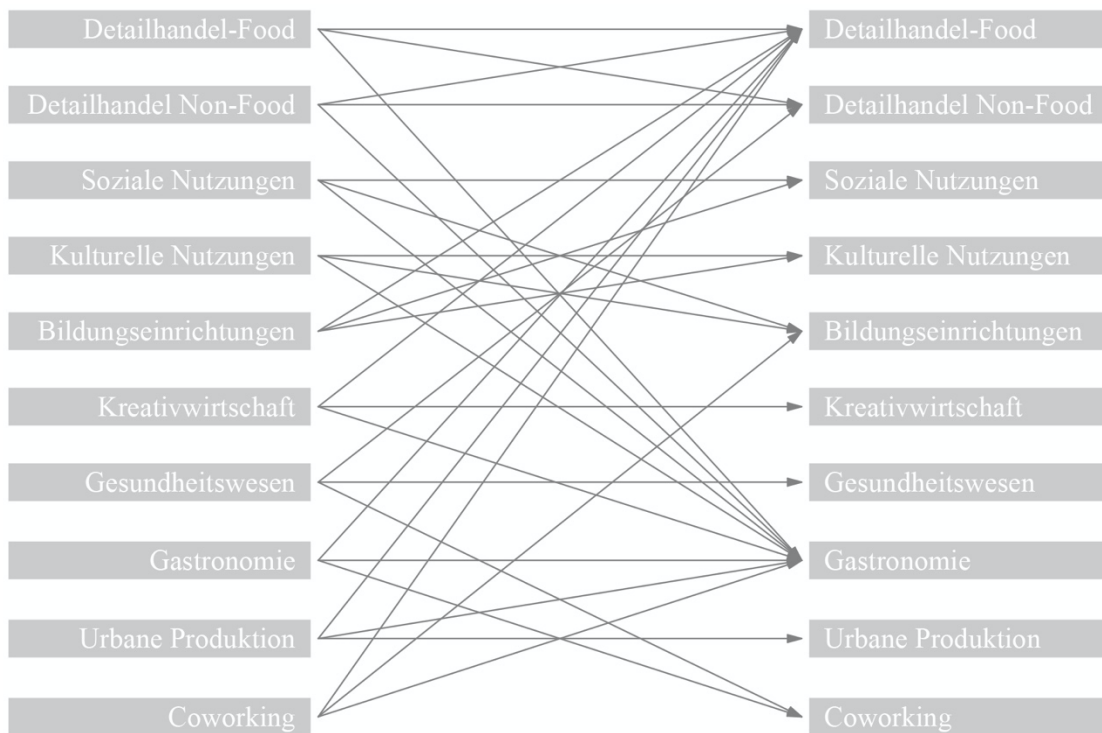 Detailhandel-Food
Detailhandel Non-Food
Soziale Nutzungen
Kulturelle Nutzungen
Bildungseinrichtungen
Kreativwirtschaft
Gesundheitswesen
Gastronomie
Urbane Produktion
Coworking
Detailhandel-Food
Detailhandel Non-Food
Soziale Nutzungen
Kulturelle Nutzungen
Bildungseinrichtungen
Kreativwirtschaft
Gesundheitswesen
Gastronomie
Urbane Produktion
Coworking